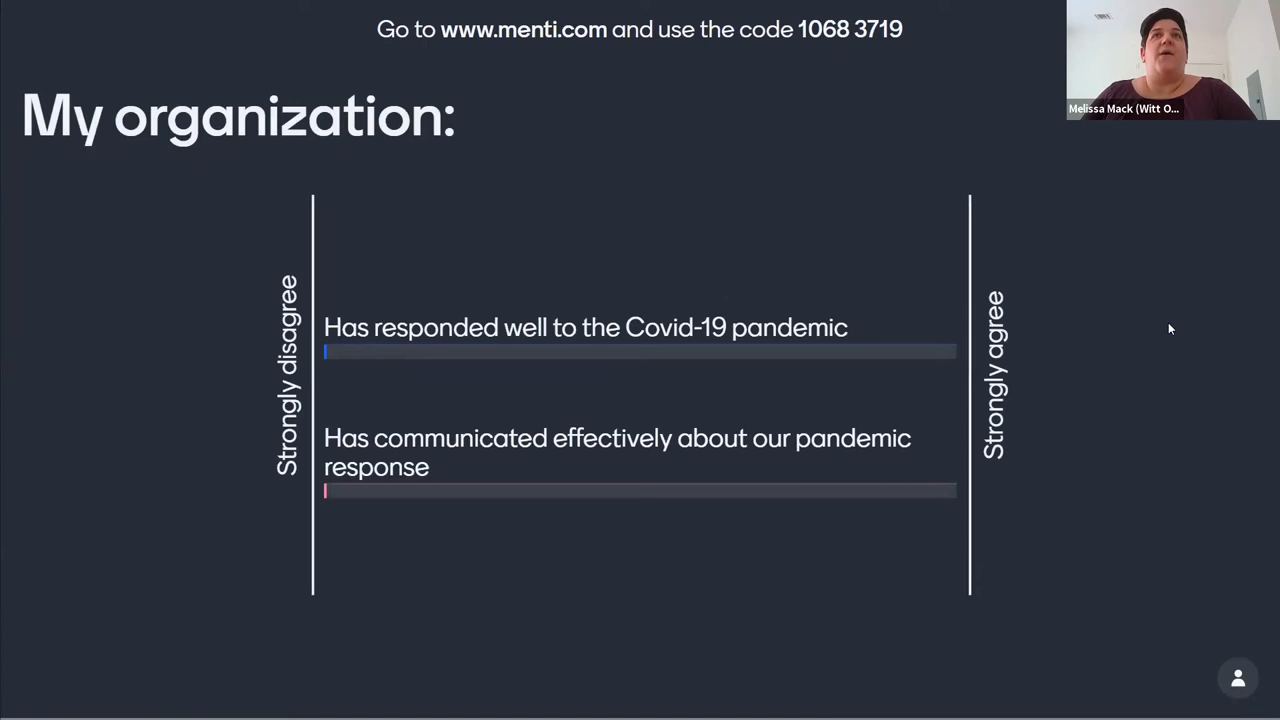 Go to www.menti.com and use the code 1068 3719
Melissa Mack (Witt O...
My organization:
Strongly disagree
Has responded well to the Covid-19 pandemic
Has communicated effectively about our pandemic
response
Strongly agree